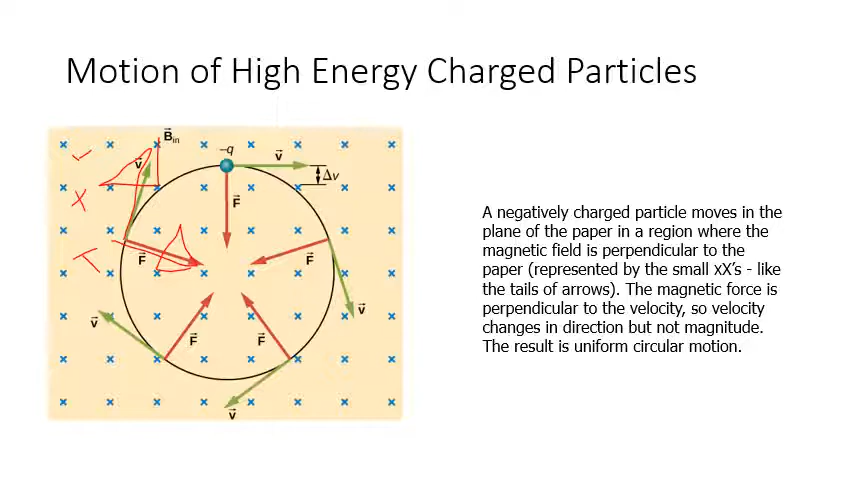 Motion of High Energy Charged Particles
B in
-q
v
v
Δv
F
F
F
v
v
F
F
v
A negatively charged particle moves in the
plane of the paper in a region where the
magnetic field is perpendicular to the
paper (represented by the small xX's - like
the tails of arrows). The magnetic force is
perpendicular to the velocity, so velocity
changes in direction but not magnitude.
The result is uniform circular motion.